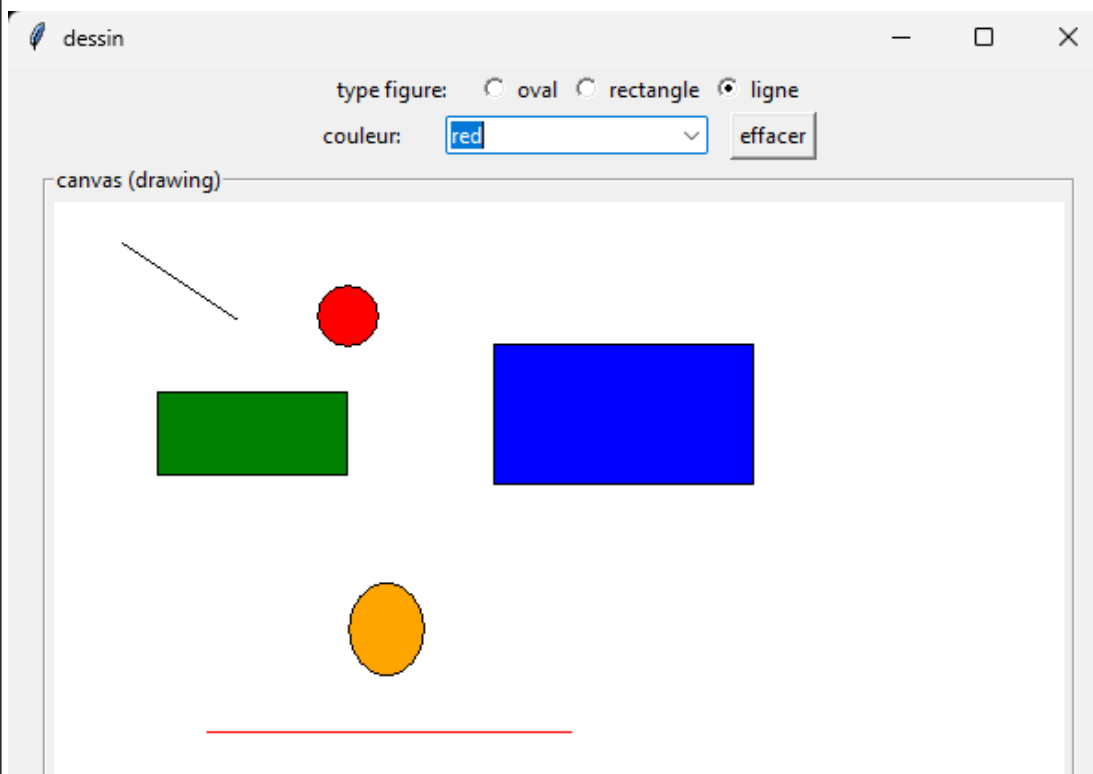 dessin
type figure: oval rectangle ligne
couleur: red effacer
canvas (drawing)